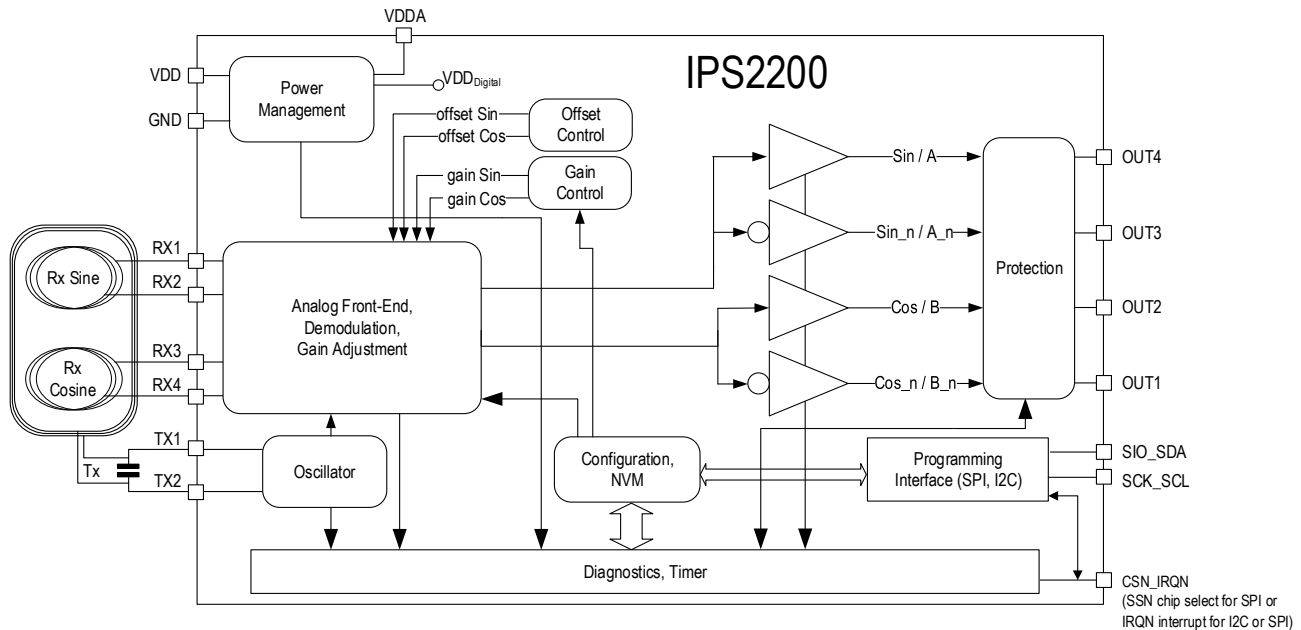 VDDA
IPS2200
VDD
GND
Power
Management
VDDDigital
offset Sin
offset Cos
Offset
Control
gain Sin
gain Cos
Gain
Control
Sin / A
Sin_n / A_n
Cos / B
Cos_n / B_n
Protection
OUT4
OUT3
OUT2
OUT1
Rx Sine
Rx
Cosine
RX1
RX2
RX3
RX4
Analog Front-End,
Demodulation,
Gain Adjustment
TX1
Tx
TX2
Oscillator
Configuration,
NVM
Programming
Interface (SPI, I2C)
SIO_SDA
SCK_SCL
Diagnostics, Timer
CSN_IRQN
(SSN chip select for SPI or
IRQN interrupt for I2C or SPI)